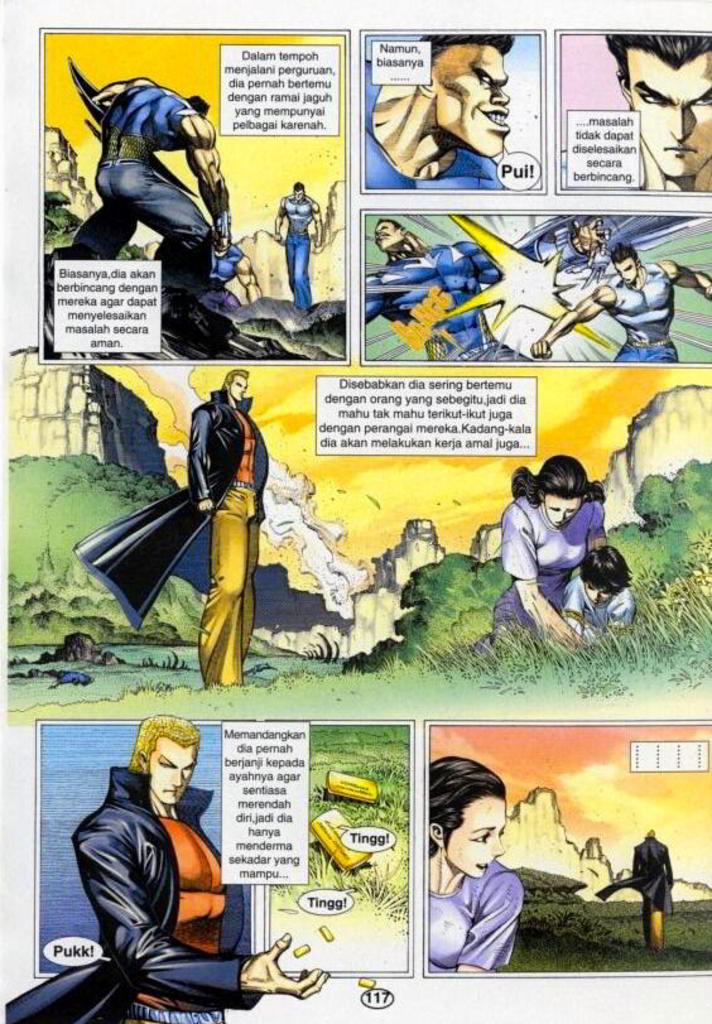 Dalam tempoh
menjalani perguruan,
dia pernah bertemu
dengan ramai jaguh
yang mempunyai
pelbagai karenah.
Biasanya,dia akan
berbincang dengan
mereka agar dapat
menyelesaikan
masalah secara
aman.
Namun,
biasanya
......
Pui!
....masalah
tidak dapat
diselesaikan
secara
berbincang.
Disebabkan dia sering bertemu
dengan orang yang sebegitu,jadi dia
mahu tak mahu terikut-ikut juga
dengan perangai mereka.Kadang-kala
dia akan melakukan kerja amal juga...
Memandangkan
dia pernah
berjanji kepada
ayahnya agar
sentiasa
merendah
diri,jadi dia
hanya
menderma
sekadar yang
mampu...
Tingg!
Tingg!
Pukk!
117